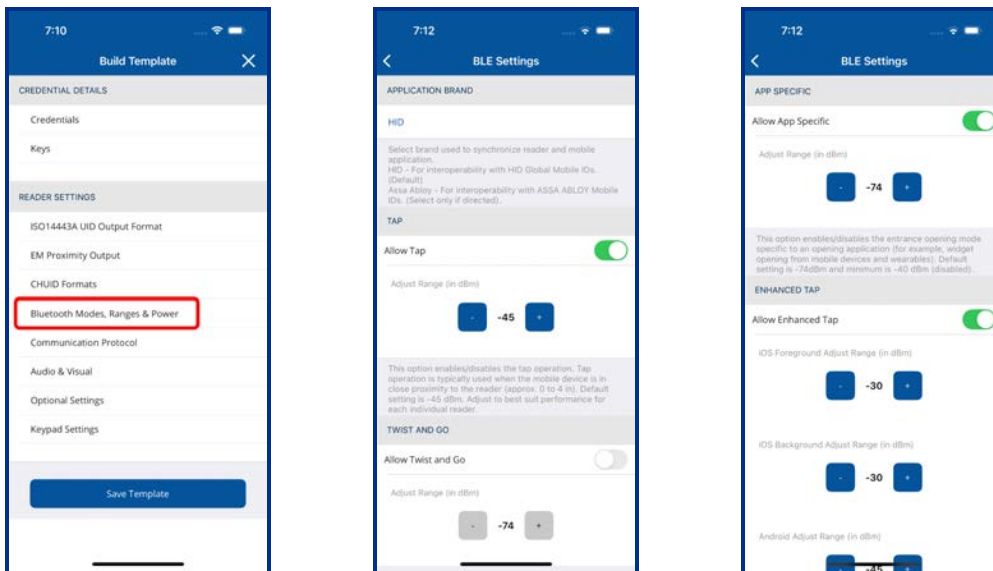 7:10
Build Template
CREDENTIAL DETAILS
Credentials
Keys
READER SETTINGS
ISO14443A UID Output Format
EM Proximity Output
CHUID Formats
Bluetooth Modes, Ranges & Power
Communication Protocol
Audio & Visual
Optional Settings
Keypad Settings
Save Template
7:12
BLE Settings
APPLICATION BRAND
HID
Select brand used to synchronize reader and mobile
application.
HID - For interoperability with HID Global Mobile IDs.
(Default)
Assa Abloy - For interoperability with ASSA ABLOY Mobile
IDs. (Select only if directed).
TAP
Allow Tap
Adjust Range (in dBm)
- -45 +
This option enables/disables the tap operation. Tap
operation is typically used when the mobile device is in
close proximity to the reader (approx. 0 to 4 in). Default
setting is -45 dBm. Adjust to best suit performance for
each individual reader.
TWIST AND GO
Allow Twist and Go
Adjust Range (in dBm)
- -74 +
7:12
BLE Settings
APP SPECIFIC
Allow App Specific
Adjust Range (in dBm)
- -74 +
This option enables/disables the entrance opening mode
specific to an opening application (for example, widget
opening from mobile devices and wearables). Default
setting is -74dBm and minimum is -40 dBm (disabled)
ENHANCED TAP
Allow Enhanced Tap
iOS Foreground Adjust Range (in dBm)
- -30 +
iOS Background Adjust Range (in dBm)
- -30 +
Android Adjust Range (in dBm)
-45